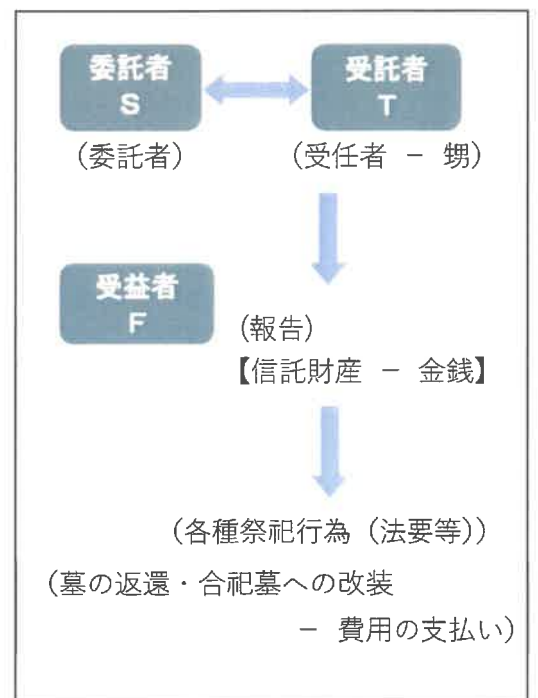 委託者
S
受託者
T
(委託者)
(受任者 － 甥)
受益者
F
(報告)
【信託財産 － 金銭】
(各種祭祀行為（法要等）)
(墓の返還・合祀墓への改装
－ 費用の支払い)